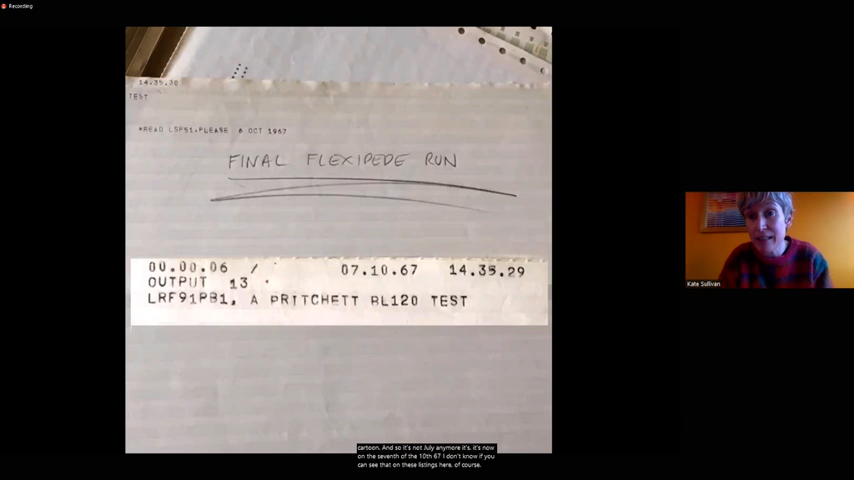 Recording
14.35.30
TEST
*READ LSP51.PLEASE 6 OCT 1967
FINAL FLEXIPEDE RUN
00.00.06 / 07.10.67 14.35.29
OUTPUT 13
LRF91PB1, A PRITCHETT BL120 TEST
Kate Sullivan
cartoon. And so it's not July anymore it's. it's now
on the seventh of the 10th 67 I don't know if you
can see that on these listings here, of course.